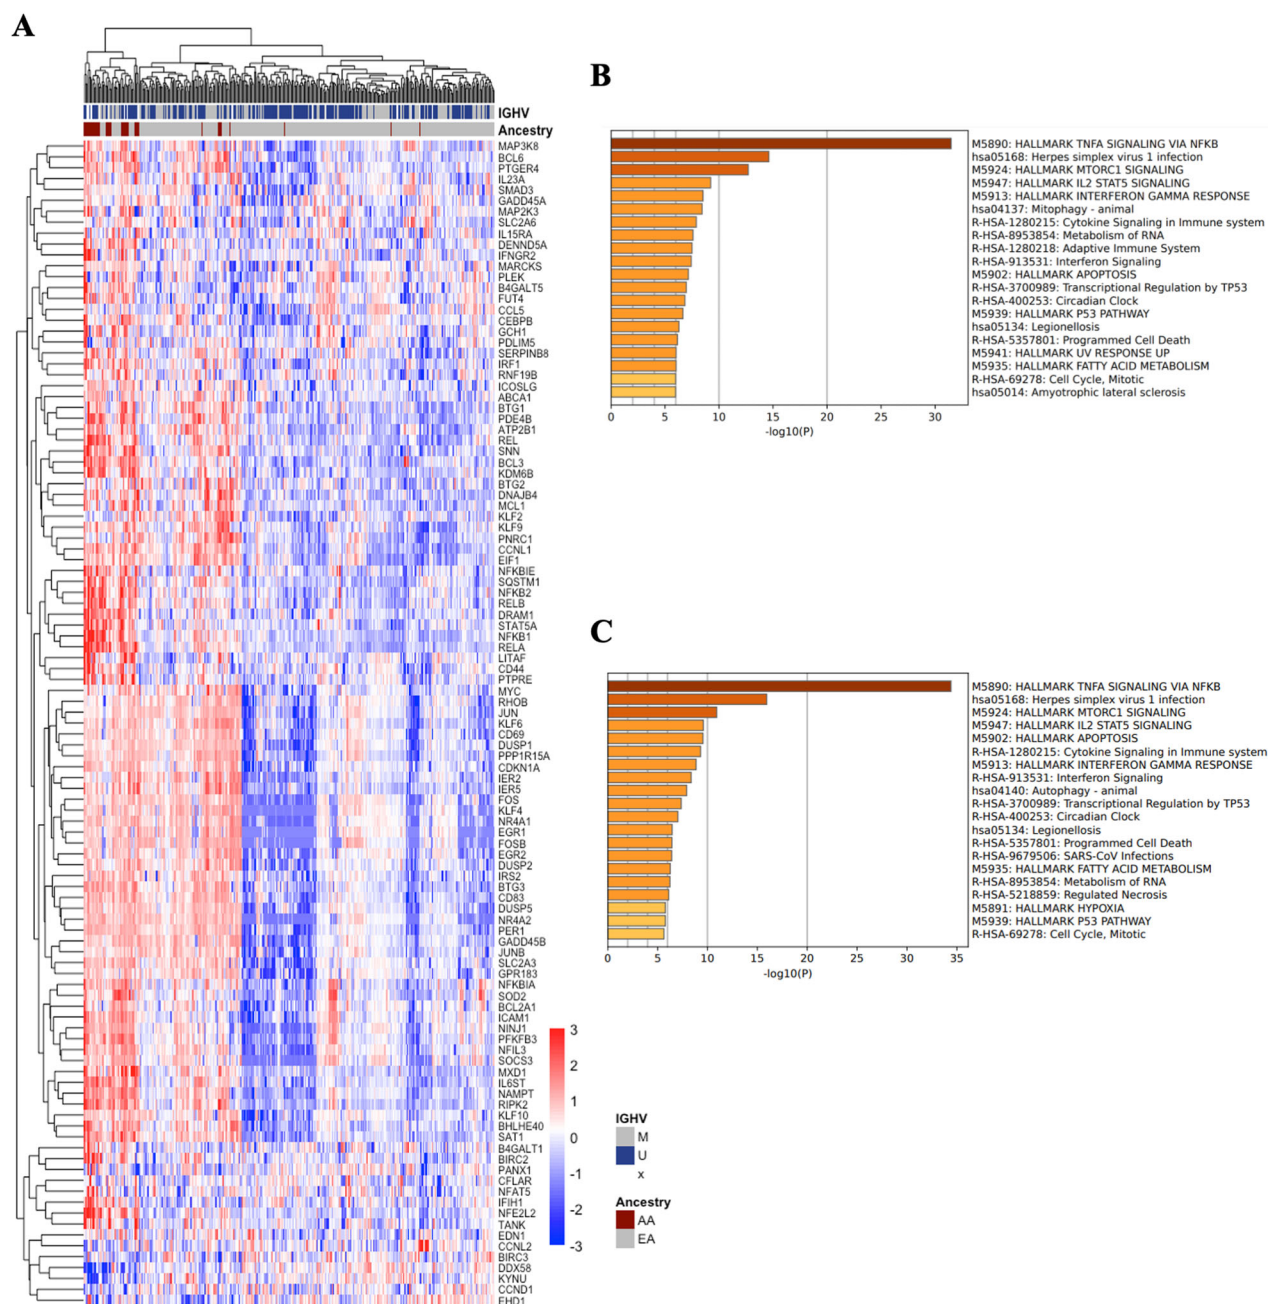 A
IGHV
Ancestry
MAP3K8
BCL6
PTGER4
IL23A
SMAD3
GADD45A
MAP2K3
SLC2A6
IL15RA
DENND5A
IFNGR2
MARCKS
PLEK
B4GALT5
FUT4
CCL5
CEBPB
GCH1
PDLIM5
SERPINB8
IRF1
RNF19B
ICOSLG
ABCA1
BTG1
PDE4B
ATP2B1
REL
SNN
BCL3
KDM6B
BTG2
DNAJB4
MCL1
KLF2
KLF9
PNRC1
CCNL1
EIF1
NFKBIE
SQSTM1
NFKB2
RELB
DRAM1
STAT5A
NFKB1
RELA
LITAF
CD44
PTPRE
MYC
RHOB
JUN
KLF6
CD69
DUSP1
PPP1R15A
CDKN1A
IER2
IER5
FOS
KLF4
NR4A1
EGR1
FOSB
EGR2
DUSP2
IRS2
BTG3
CD83
DUSP5
NR4A2
PER1
GADD45B
JUNB
SLC2A3
GPR183
NFKBIA
SOD2
BCL2A1
ICAM1
NINJ1
PFKFB3
NFIL3
SOCS3
MXD1
IL6ST
NAMPT
RIPK2
KLF10
BHLHE40
SAT1
B4GALT1
BIRC2
PANX1
CFLAR
NFAT5
IFIH1
NFE2L2
TANK
EDN1
CCNL2
BIRC3
DDX58
KYNU
CCND1
EHD1
3
2
1
0
-1
-2
-3
IGHV
M
U
x
Ancestry
AA
EA
B
M5890: HALLMARK TNFA SIGNALING VIA NFKB
hsa05168: Herpes simplex virus 1 infection
M5924: HALLMARK MTORC1 SIGNALING
M5947: HALLMARK IL2 STAT5 SIGNALING
M5913: HALLMARK INTERFERON GAMMA RESPONSE
hsa04137: Mitophagy - animal
R-HSA-1280215: Cytokine Signaling in Immune system
R-HSA-8953854: Metabolism of RNA
R-HSA-1280218: Adaptive Immune System
R-HSA-913531: Interferon Signaling
M5902: HALLMARK APOPTOSIS
R-HSA-3700989: Transcriptional Regulation by TP53
R-HSA-400253: Circadian Clock
M5939: HALLMARK P53 PATHWAY
hsa05134: Legionellosis
R-HSA-5357801: Programmed Cell Death
M5941: HALLMARK UV RESPONSE UP
M5935: HALLMARK FATTY ACID METABOLISM
R-HSA-69278: Cell Cycle, Mitotic
hsa05014: Amyotrophic lateral sclerosis
0 5 10 15 20 25 30
-log10(P)
C
M5890: HALLMARK TNFA SIGNALING VIA NFKB
hsa05168: Herpes simplex virus 1 infection
M5924: HALLMARK MTORC1 SIGNALING
M5947: HALLMARK IL2 STAT5 SIGNALING
M5902: HALLMARK APOPTOSIS
R-HSA-1280215: Cytokine Signaling in Immune system
M5913: HALLMARK INTERFERON GAMMA RESPONSE
R-HSA-913531: Interferon Signaling
hsa04140: Autophagy - animal
R-HSA-3700989: Transcriptional Regulation by TP53
R-HSA-400253: Circadian Clock
hsa05134: Legionellosis
R-HSA-5357801: Programmed Cell Death
R-HSA-9679506: SARS-CoV Infections
M5935: HALLMARK FATTY ACID METABOLISM
R-HSA-8953854: Metabolism of RNA
R-HSA-5218859: Regulated Necrosis
M5891: HALLMARK HYPOXIA
M5939: HALLMARK P53 PATHWAY
R-HSA-69278: Cell Cycle, Mitotic
0 5 10 15 20 25 30 35
-log10(P)